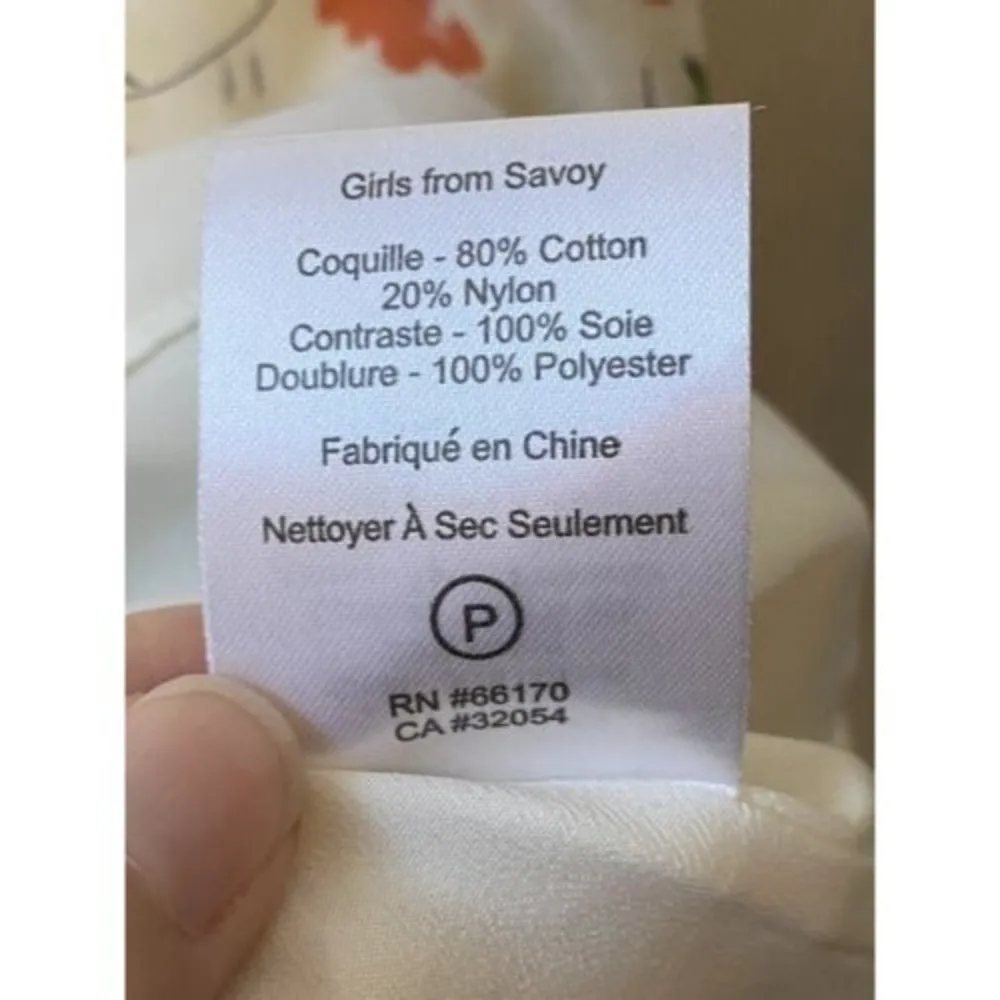 Girls from Savoy
Coquille - 80% Cotton
20% Nylon
Contraste - 100% Soie
Doublure - 100% Polyester
Fabriqué en Chine
Nettoyer À Sec Seulement
P
RN #66170
CA #32054